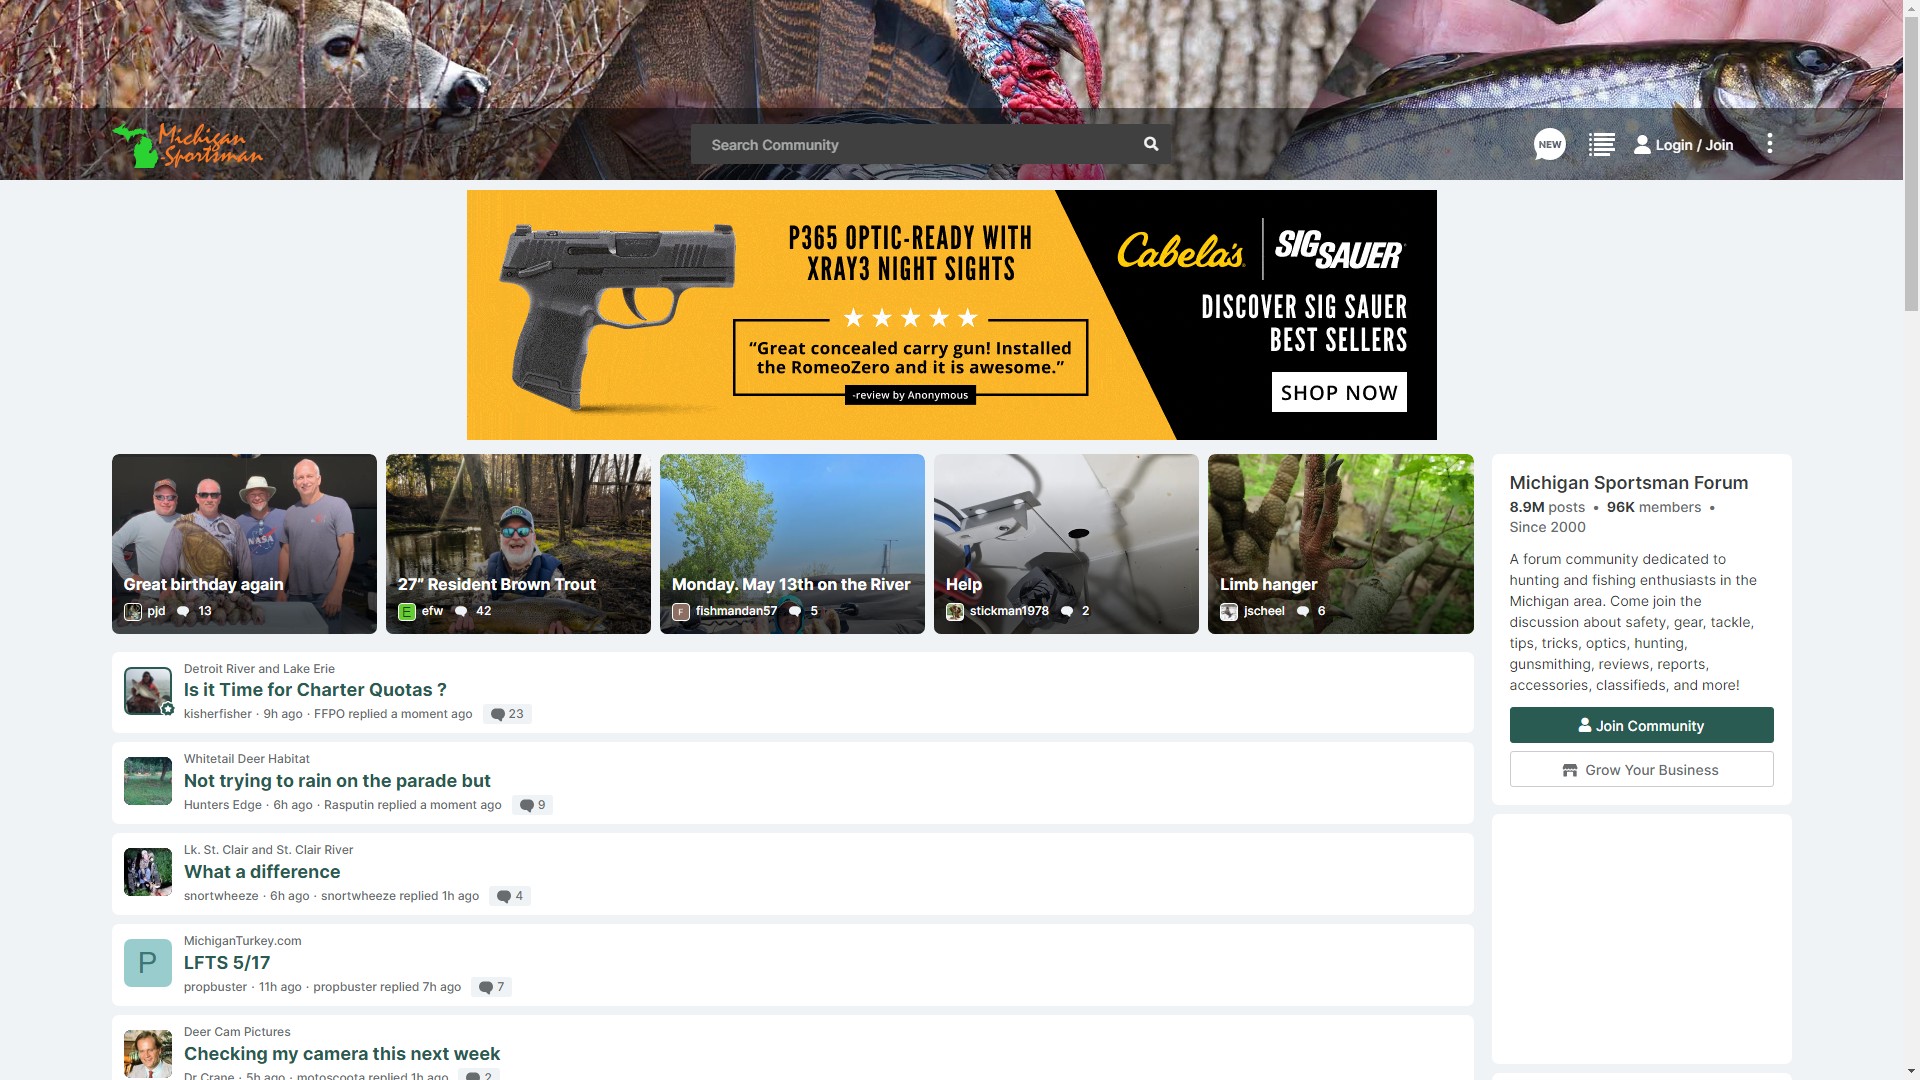 Michigan
-Sportsman
Search Community
NEW
Login / Join
P365 OPTIC-READY WITH
XRAY3 NIGHT SIGHTS
“Great concealed carry gun! Installed
the RomeoZero and it is awesome.”
-review by Anonymous
Cabela's
SIG SAUER
DISCOVER SIG SAUER
BEST SELLERS
SHOP NOW
NASA
Great birthday again
pjd 13
27” Resident Brown Trout
E efw 42
Monday. May 13th on the River
F fishmandan57 5
Help
stickman1978 2
Limb hanger
jscheel 6
Detroit River and Lake Erie
Is it Time for Charter Quotas ?
kisherfisher · 9h ago · FFPO replied a moment ago 23
Whitetail Deer Habitat
Not trying to rain on the parade but
Hunters Edge · 6h ago · Rasputin replied a moment ago 9
Lk. St. Clair and St. Clair River
What a difference
snortwheeze · 6h ago · snortwheeze replied 1h ago 4
P
MichiganTurkey.com
LFTS 5/17
propbuster · 11h ago · propbuster replied 7h ago 7
Deer Cam Pictures
Checking my camera this next week
Dr Crane · 5h ago · motoscoota replied 1h ago 2
Michigan Sportsman Forum
8.9M posts • 96K members •
Since 2000
A forum community dedicated to
hunting and fishing enthusiasts in the
Michigan area. Come join the
discussion about safety, gear, tackle,
tips, tricks, optics, hunting,
gunsmithing, reviews, reports,
accessories, classifieds, and more!
Join Community
Grow Your Business